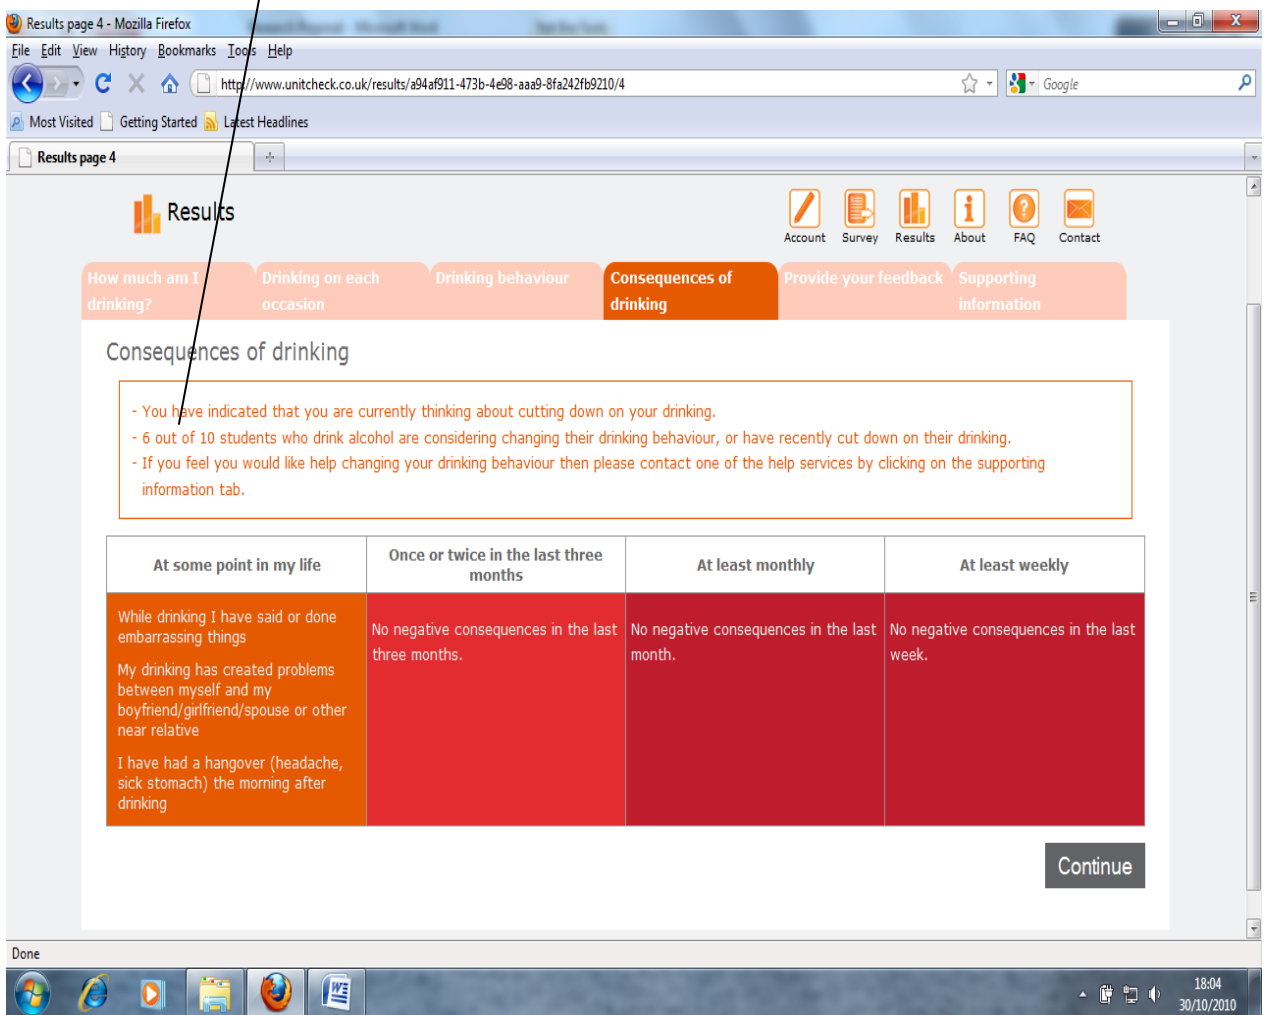 Results page 4 - Mozilla Firefox
File Edit View History Bookmarks Tools Help
http://www.unitcheck.co.uk/results/a94af911-473b-4e98-aaa9-8fa242fb9210/4
Google
Most Visited Getting Started Latest Headlines
Results page 4
Results
Account Survey Results About FAQ Contact
How much am I drinking?
Drinking on each occasion
Drinking behaviour
Consequences of drinking
Provide your feedback
Supporting information
Consequences of drinking
- You have indicated that you are currently thinking about cutting down on your drinking.
- 6 out of 10 students who drink alcohol are considering changing their drinking behaviour, or have recently cut down on their drinking.
- If you feel you would like help changing your drinking behaviour then please contact one of the help services by clicking on the supporting
information tab.
At some point in my life
Once or twice in the last three
months
At least monthly
At least weekly
While drinking I have said or done
embarrassing things
My drinking has created problems
between myself and my
boyfriend/girlfriend/spouse or other
near relative
I have had a hangover (headache,
sick stomach) the morning after
drinking
No negative consequences in the last
three months.
No negative consequences in the last
month.
No negative consequences in the last
week.
Continue
Done
18:04
30/10/2010